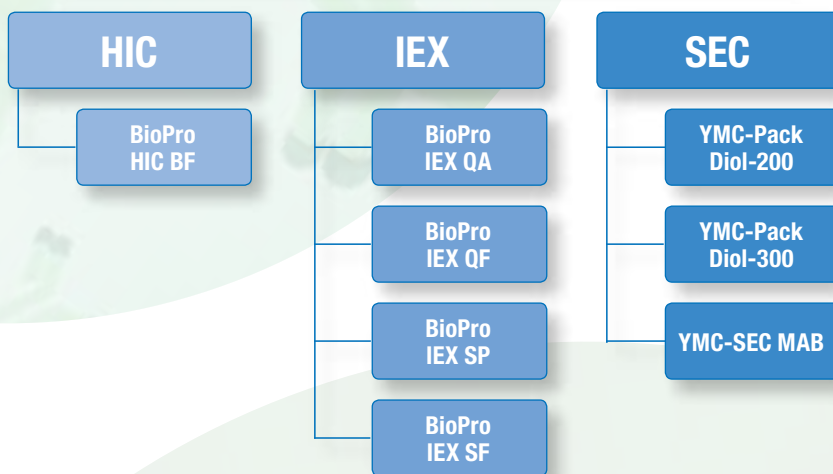 HIC
BioPro
HIC BF
IEX
BioPro
IEX QA
BioPro
IEX QF
BioPro
IEX SP
BioPro
IEX SF
SEC
YMC-Pack
Diol-200
YMC-Pack
Diol-300
YMC-SEC MAB